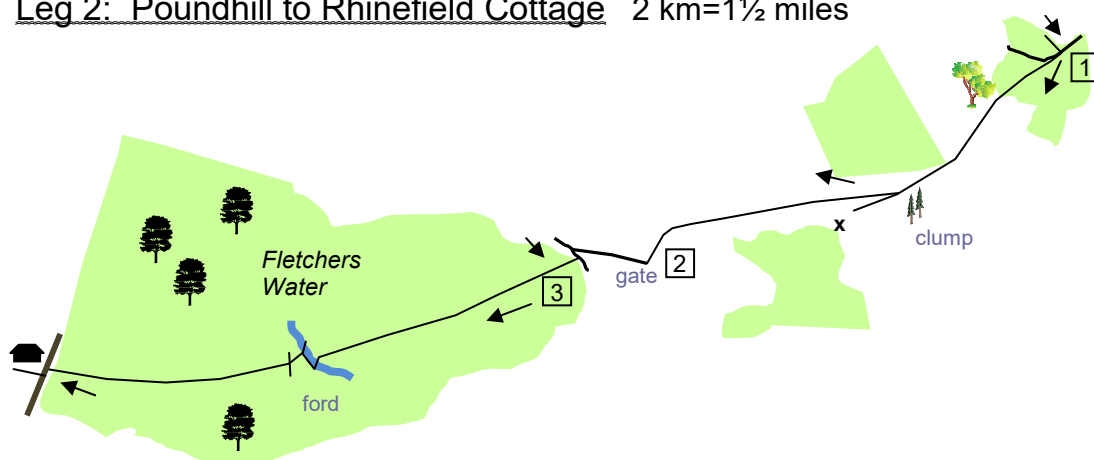 Leg 2: Poundhill to Rhinefield Cottage 2 km=1½ miles
1
x
clump
2
gate
Fletchers
Water
3
ford